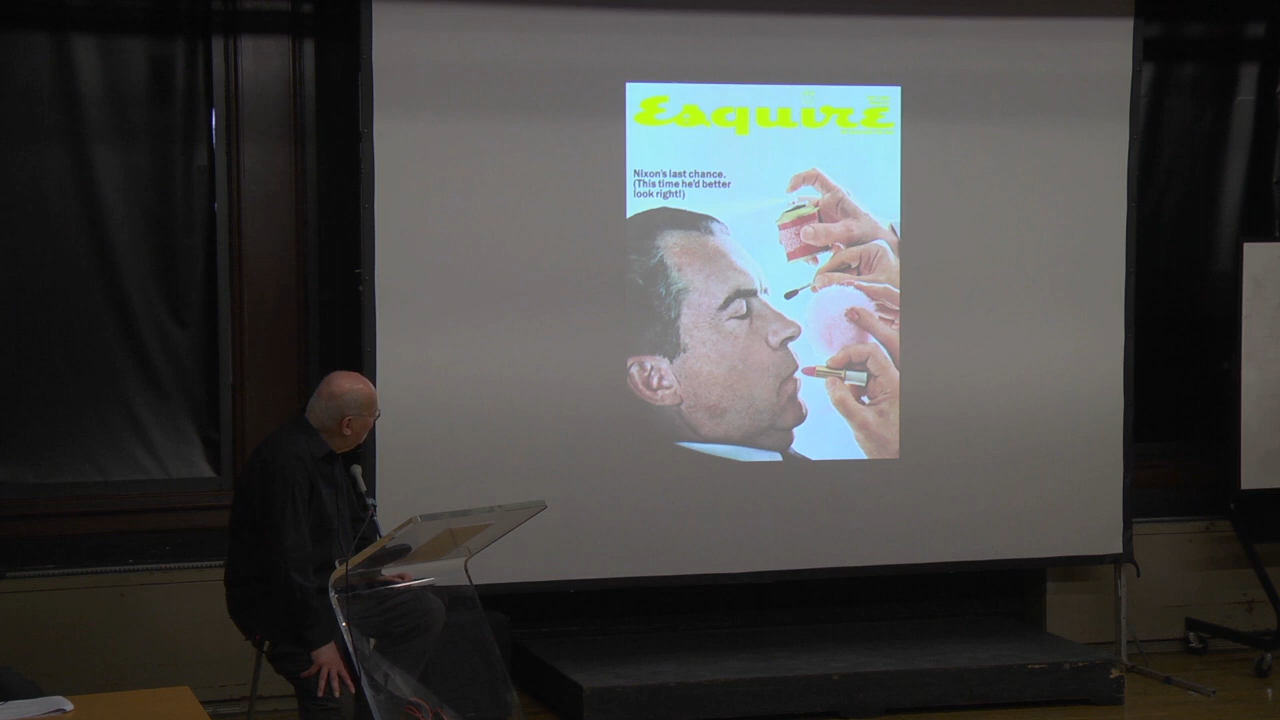 Esquire
Nixon's last chance.
(This time he'd better
look right!)